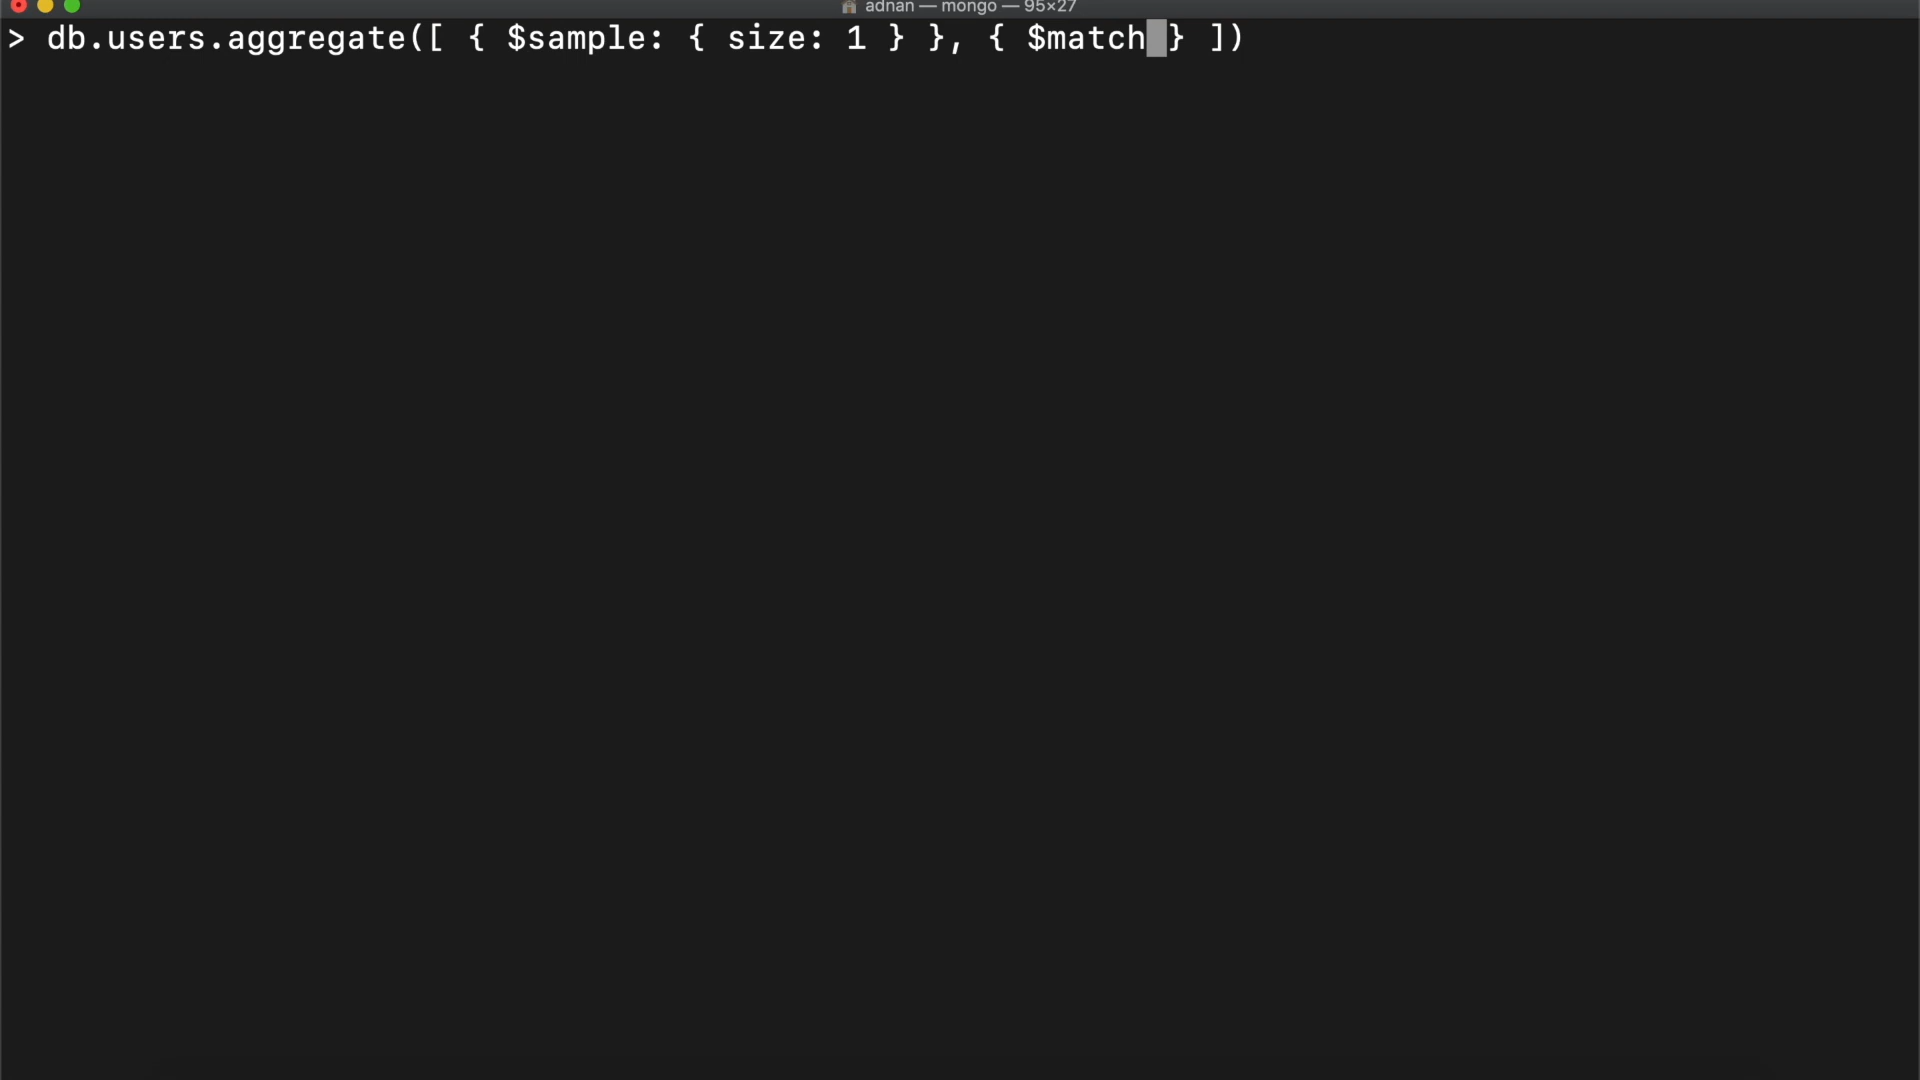 adnan — mongo — 95×27
> db.users.aggregate([ { $sample: { size: 1 } }, { $match } ])